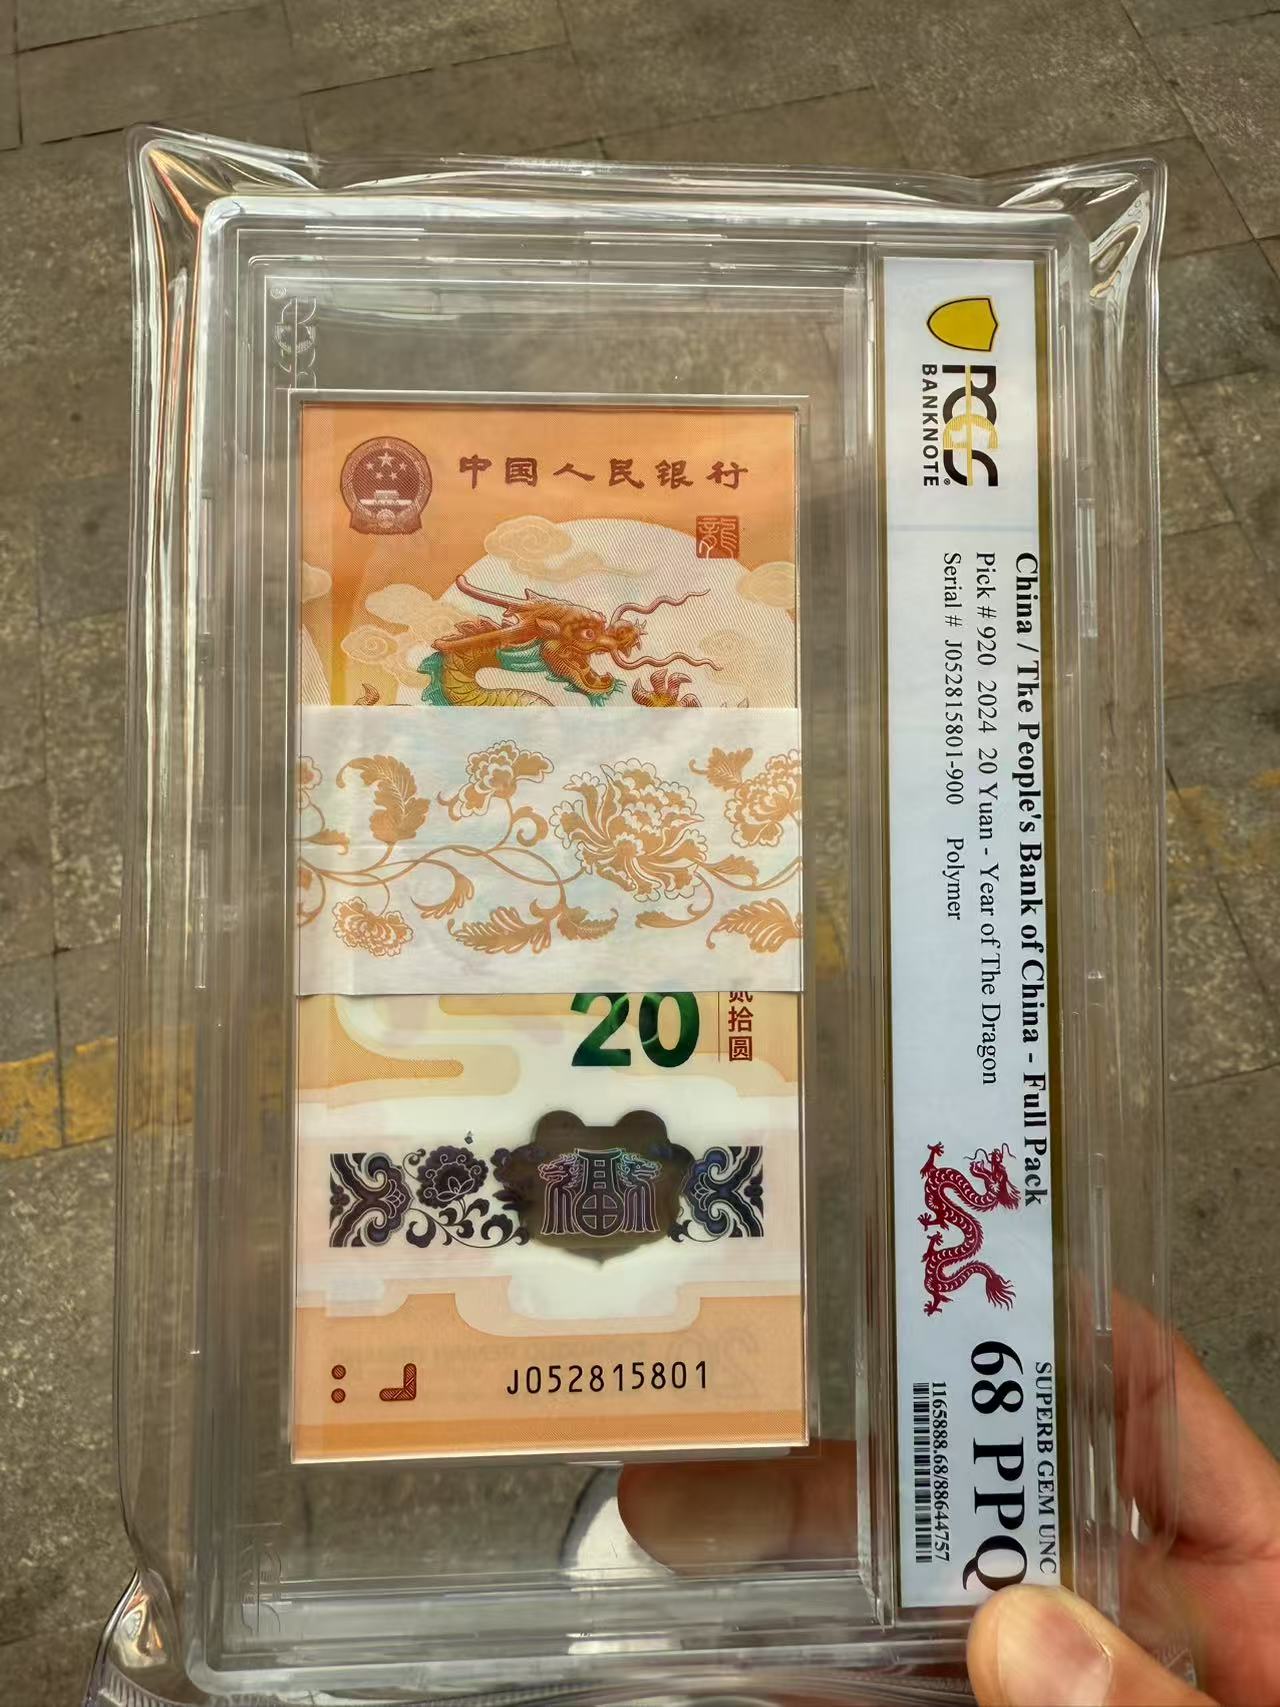 中国人民银行
龍
20
贰拾圆
福
J052815801
PCGS
BANKNOTE
China / The People's Bank of China - Full Pack
Pick # 920 2024 20 Yuan - Year of The Dragon
Serial # J052815801-900 Polymer
SUPERB GEM UNC
68 PPQ
1165888.68/88644757